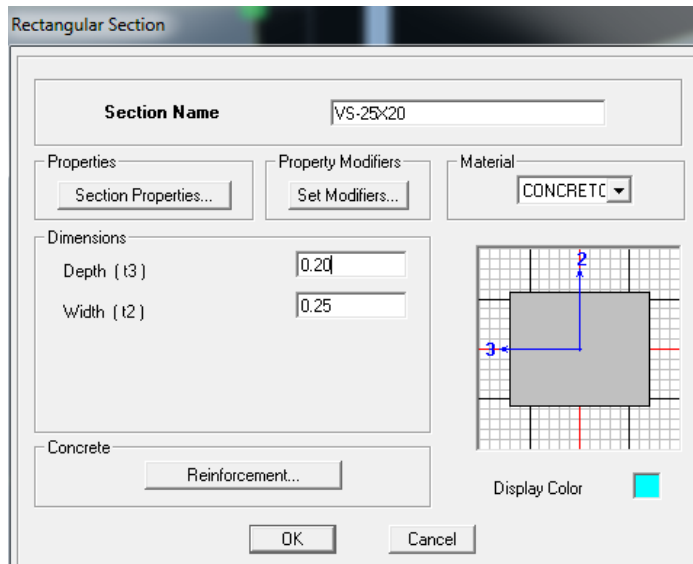 Rectangular Section
Section Name VS-25X20
Properties
Section Properties...
Property Modifiers
Set Modifiers...
Material
CONCRETC
Dimensions
Depth ( t3 ) 0.20
Width ( t2 ) 0.25
2
3
Concrete
Reinforcement...
Display Color
OK
Cancel